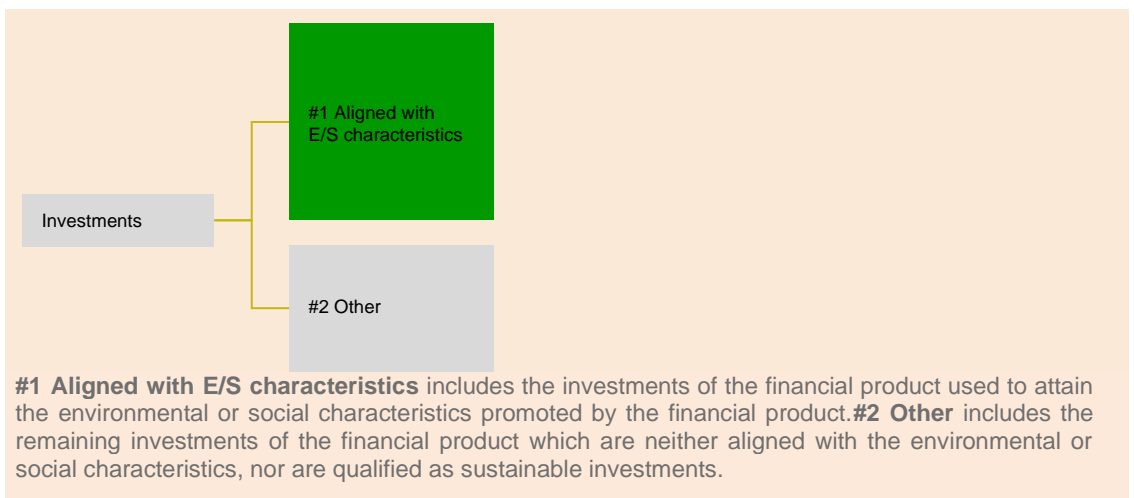 #1 Aligned with
E/S characteristics
Investments
#2 Other
#1 Aligned with E/S characteristics includes the investments of the financial product used to attain
the environmental or social characteristics promoted by the financial product.#2 Other includes the
remaining investments of the financial product which are neither aligned with the environmental or
social characteristics, nor are qualified as sustainable investments.